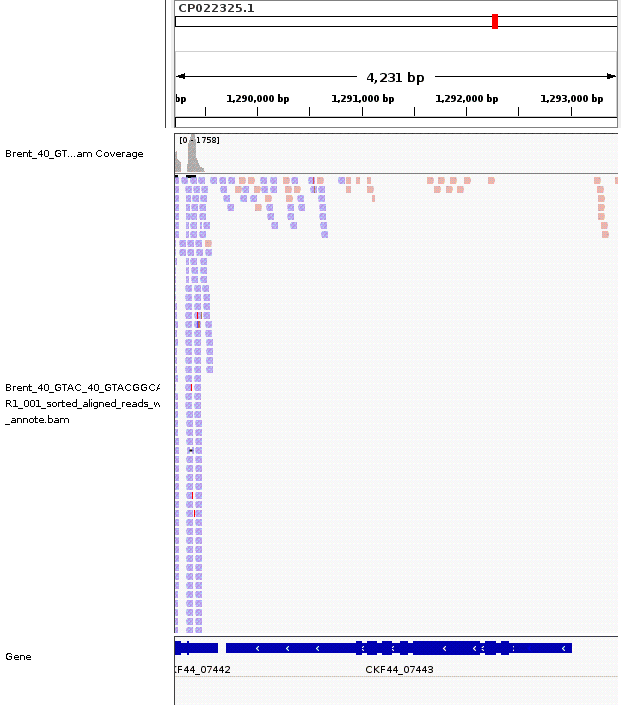 CP022325.1
4,231 bp
bp 1,290,000 bp 1,291,000 bp 1,292,000 bp 1,293,000 bp
[0 - 1758]
Brent_40_GT...am Coverage
Brent_40_GTAC_40_GTACGGCA
R1_001_sorted_aligned_reads_w
_annote.bam
Gene
KF44_07442 CKF44_07443